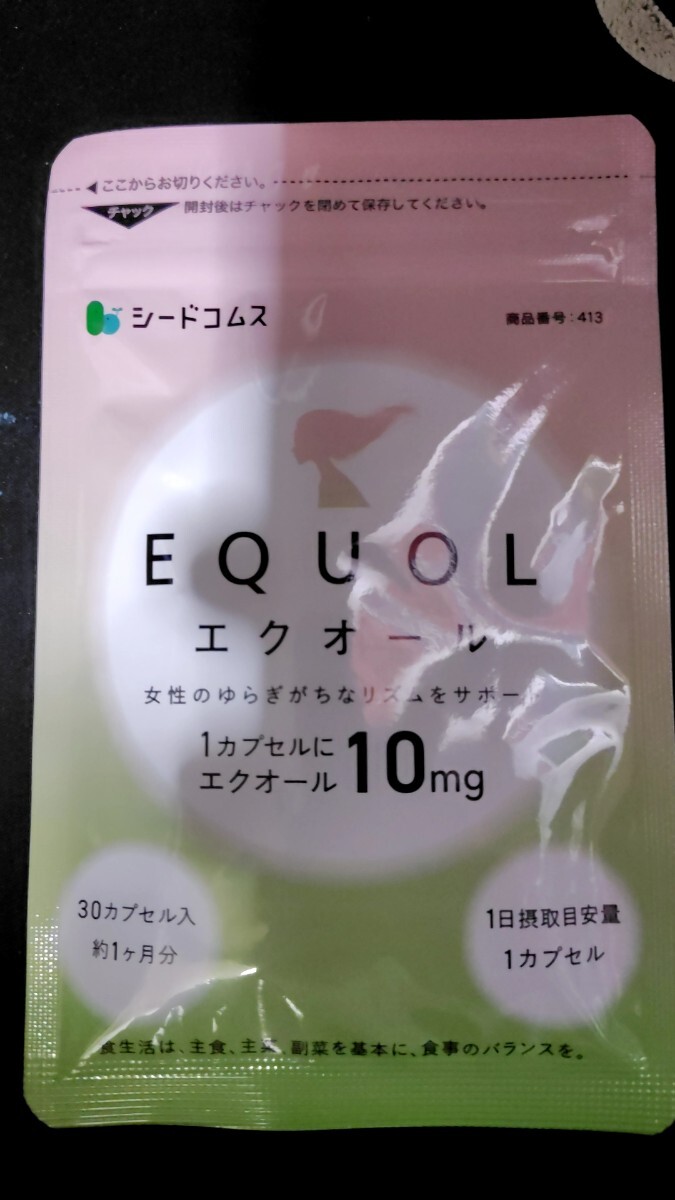 ここからお切りください。
チャック
開封後はチャックを閉めて保存してください。
シードコムス
商品番号:413
EQUOL
エクオール
女性のゆらぎがちなリズムをサポート
1カプセルに
エクオール10mg
30カプセル入
約1ヶ月分
1日摂取目安量
1カプセル
食生活は、主食、主菜、副菜を基本に、食事のバランスを。